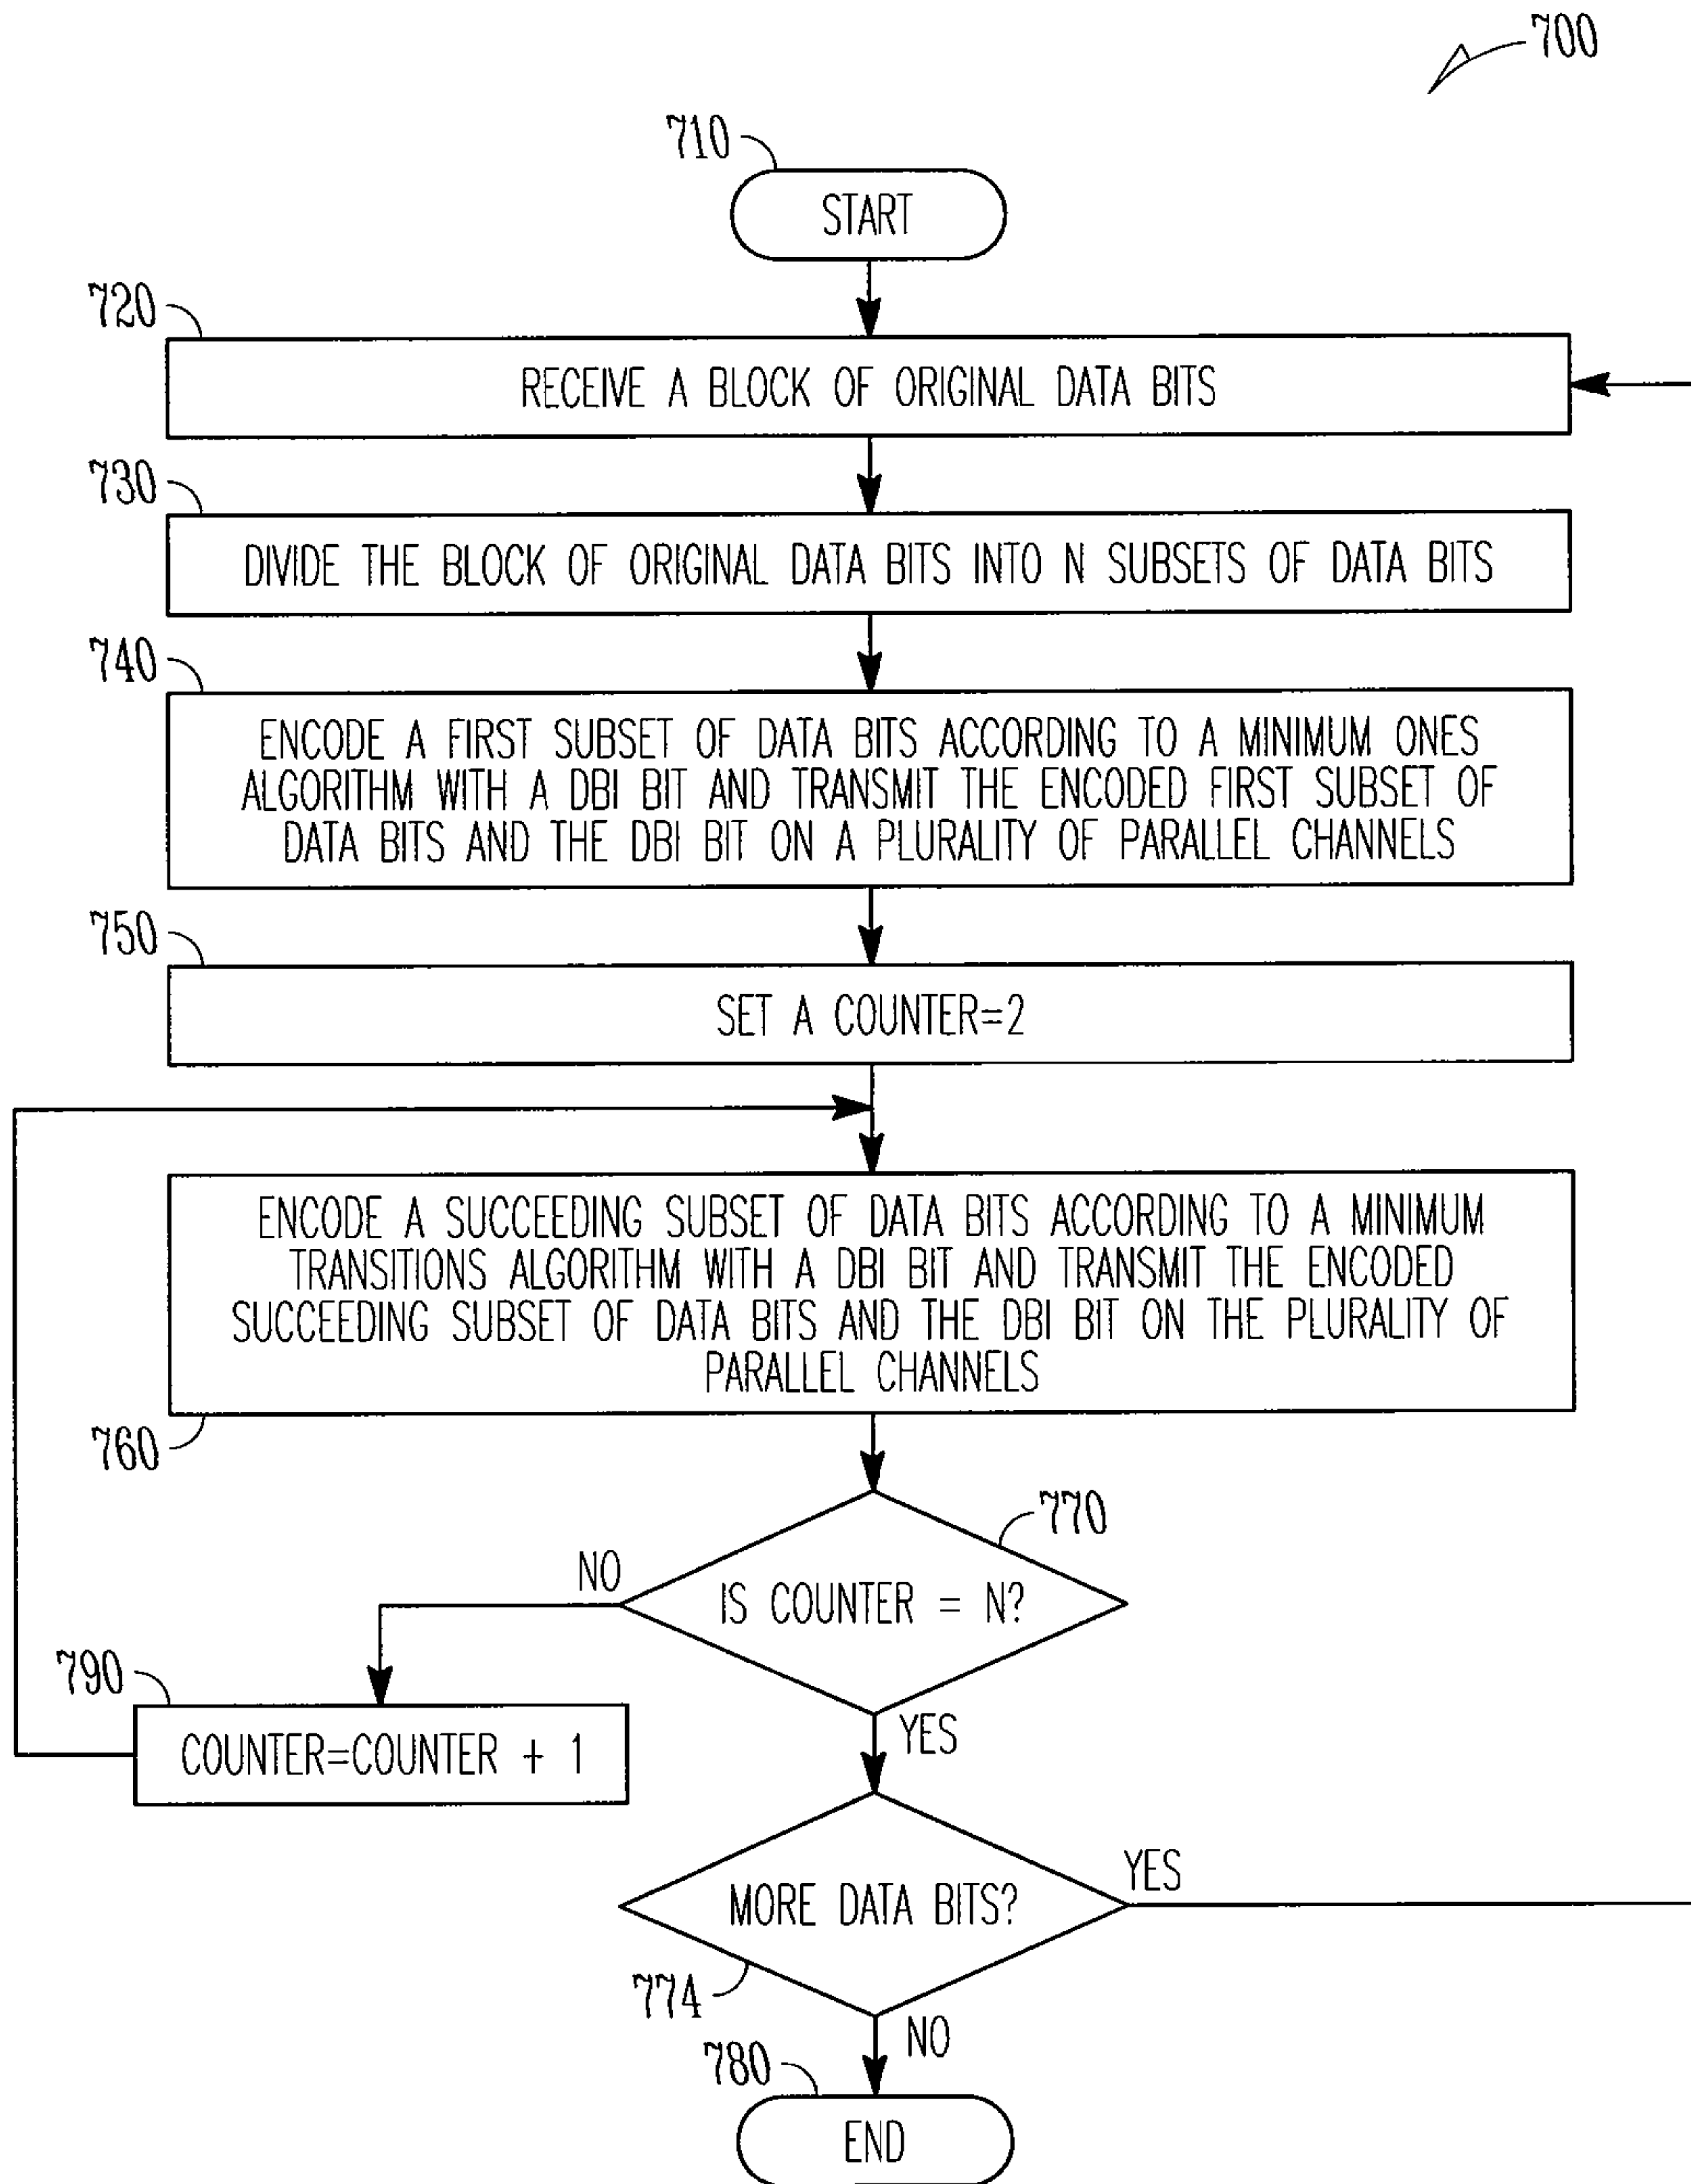 700
710
START
720
RECEIVE A BLOCK OF ORIGINAL DATA BITS
730
DIVIDE THE BLOCK OF ORIGINAL DATA BITS INTO N SUBSETS OF DATA BITS
740
ENCODE A FIRST SUBSET OF DATA BITS ACCORDING TO A MINIMUM ONES
ALGORITHM WITH A DBI BIT AND TRANSMIT THE ENCODED FIRST SUBSET OF
DATA BITS AND THE DBI BIT ON A PLURALITY OF PARALLEL CHANNELS
750
SET A COUNTER=2
ENCODE A SUCCEEDING SUBSET OF DATA BITS ACCORDING TO A MINIMUM
TRANSITIONS ALGORITHM WITH A DBI BIT AND TRANSMIT THE ENCODED
SUCCEEDING SUBSET OF DATA BITS AND THE DBI BIT ON THE PLURALITY OF
PARALLEL CHANNELS
760
770
NO
IS COUNTER = N?
790
COUNTER=COUNTER + 1
YES
YES
MORE DATA BITS?
774
NO
780
END